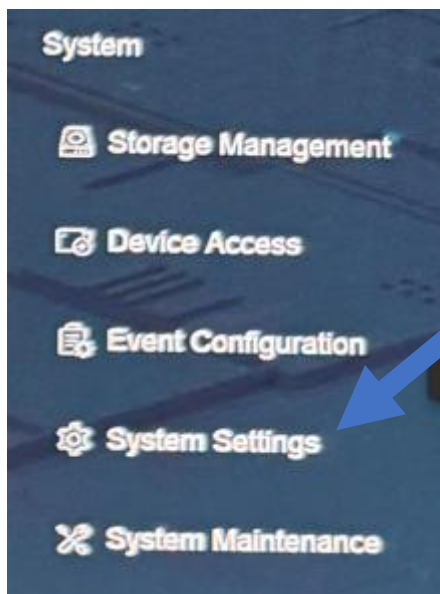 System
Storage Management
Device Access
Event Configuration
System Settings
System Maintenance